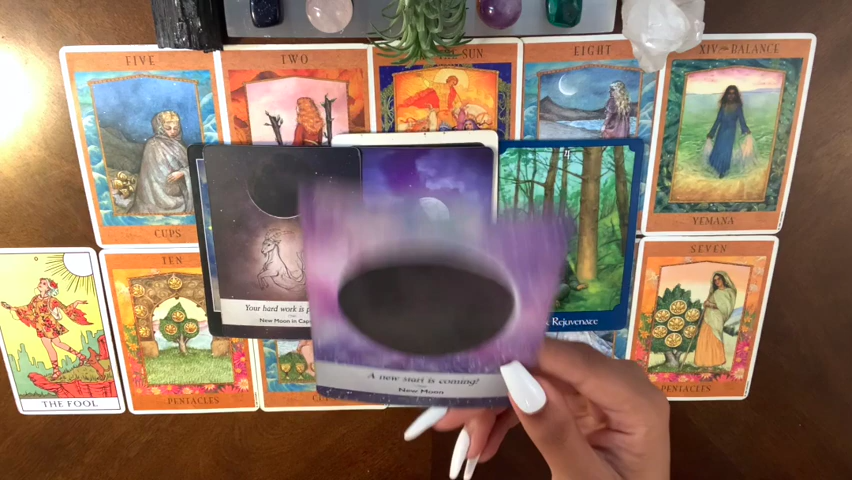 FIVE
TWO
SUN
EIGHT
XIV BALANCE
CUPS
YEMANA
Your hard work is
New Moon in Cap
Rejuvenate
TEN
SEVEN
A new start is coming!
New Moon
THE FOOL
PENTACLES
CU
PENTACLES